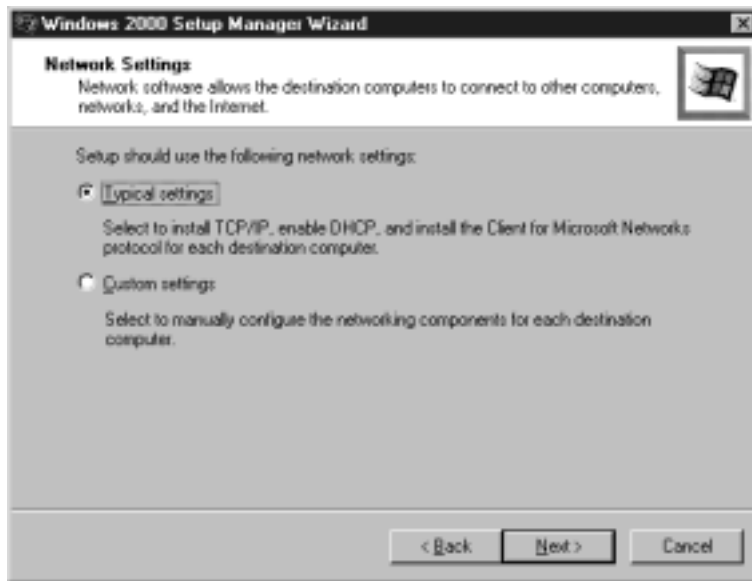 Windows 2000 Setup Manager Wizard
Network Settings
Network software allows the destination computers to connect to other computers,
networks, and the Internet.
Setup should use the following network settings:
Typical settings
Select to install TCP/IP, enable DHCP, and install the Client for Microsoft Networks
protocol for each destination computer.
Custom settings
Select to manually configure the networking components for each destination
computer.
< Back
Next >
Cancel